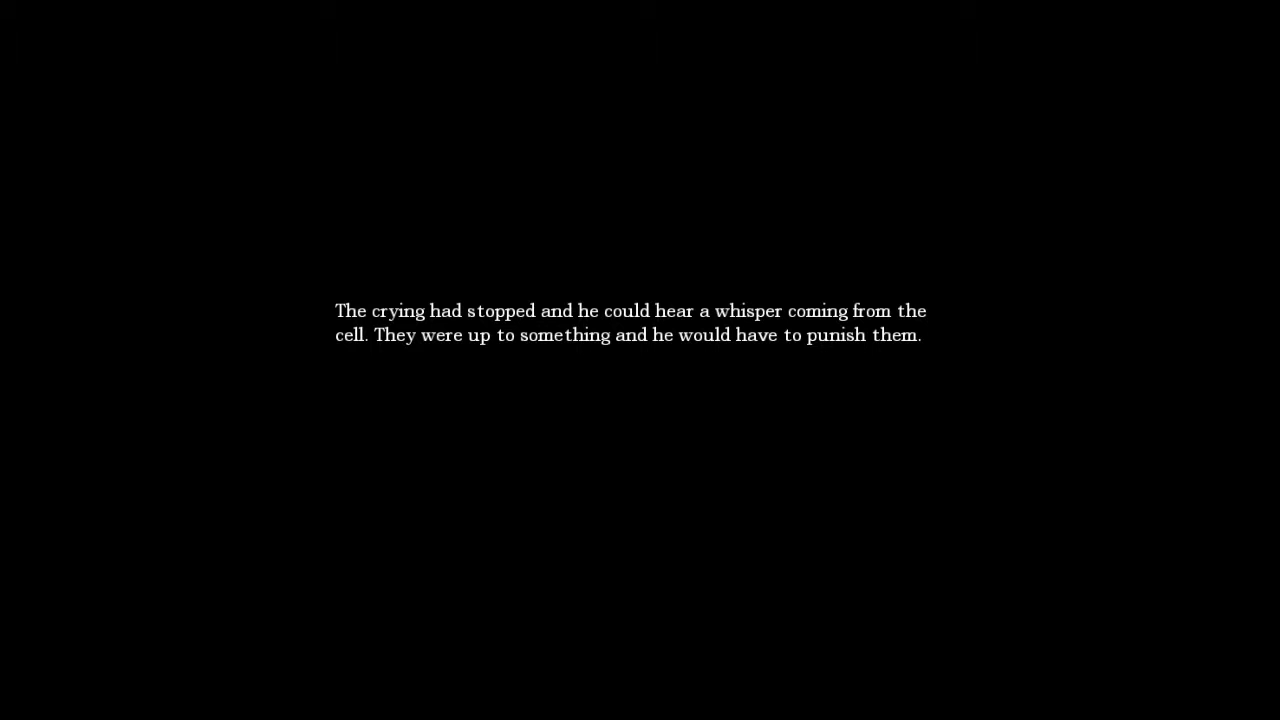 The crying had stopped and he could hear a whisper coming from the
cell. They were up to something and he would have to punish them.